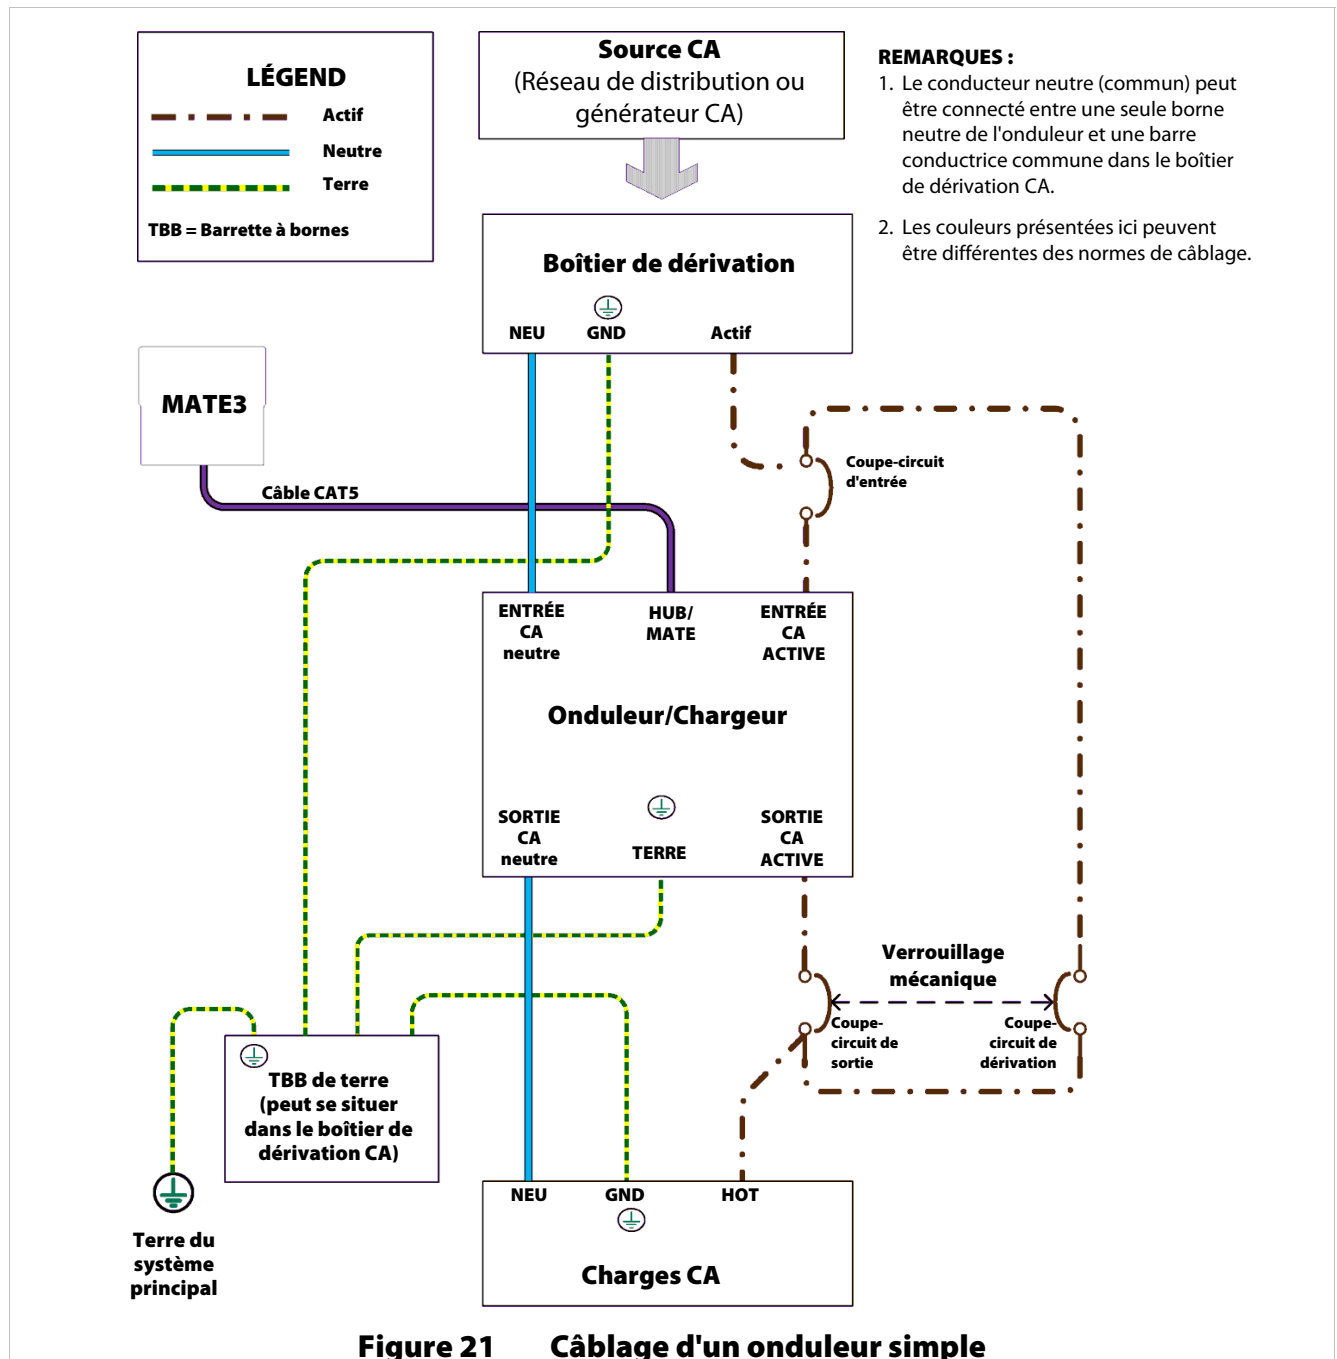 LÉGEND
Actif
Neutre
Terre
TBB = Barrette à bornes
Source CA
(Réseau de distribution ou
générateur CA)
REMARQUES :
1. Le conducteur neutre (commun) peut
être connecté entre une seule borne
neutre de l'onduleur et une barre
conductrice commune dans le boîtier
de dérivation CA.
2. Les couleurs présentées ici peuvent
être différentes des normes de câblage.
Boîtier de dérivation
NEU
GND
Actif
MATE3
Câble CAT5
Coupe-circuit
d'entrée
ENTRÉE
CA
neutre
HUB/
MATE
ENTRÉE
CA
ACTIVE
Onduleur/Chargeur
SORTIE
CA
neutre
TERRE
SORTIE
CA
ACTIVE
Verrouillage
mécanique
Coupe-
circuit de
sortie
Coupe-
circuit de
dérivation
TBB de terre
(peut se situer
dans le boîtier de
dérivation CA)
Terre du
système
principal
NEU
GND
HOT
Charges CA
Figure 21 Câblage d'un onduleur simple